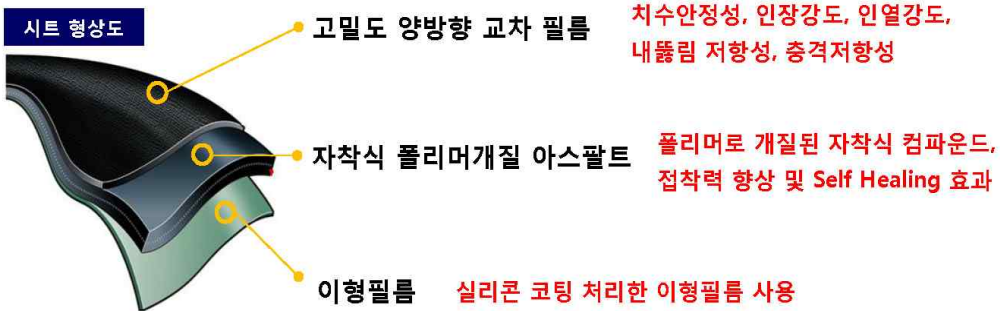 시트 형상도
고밀도 양방향 교차 필름
치수안정성, 인장강도, 인열강도,
내뚫림 저항성, 충격저항성
자착식 폴리머개질 아스팔트
폴리머로 개질된 자착식 컴파운드,
접착력 향상 및 Self Healing 효과
이형필름
실리콘 코팅 처리한 이형필름 사용